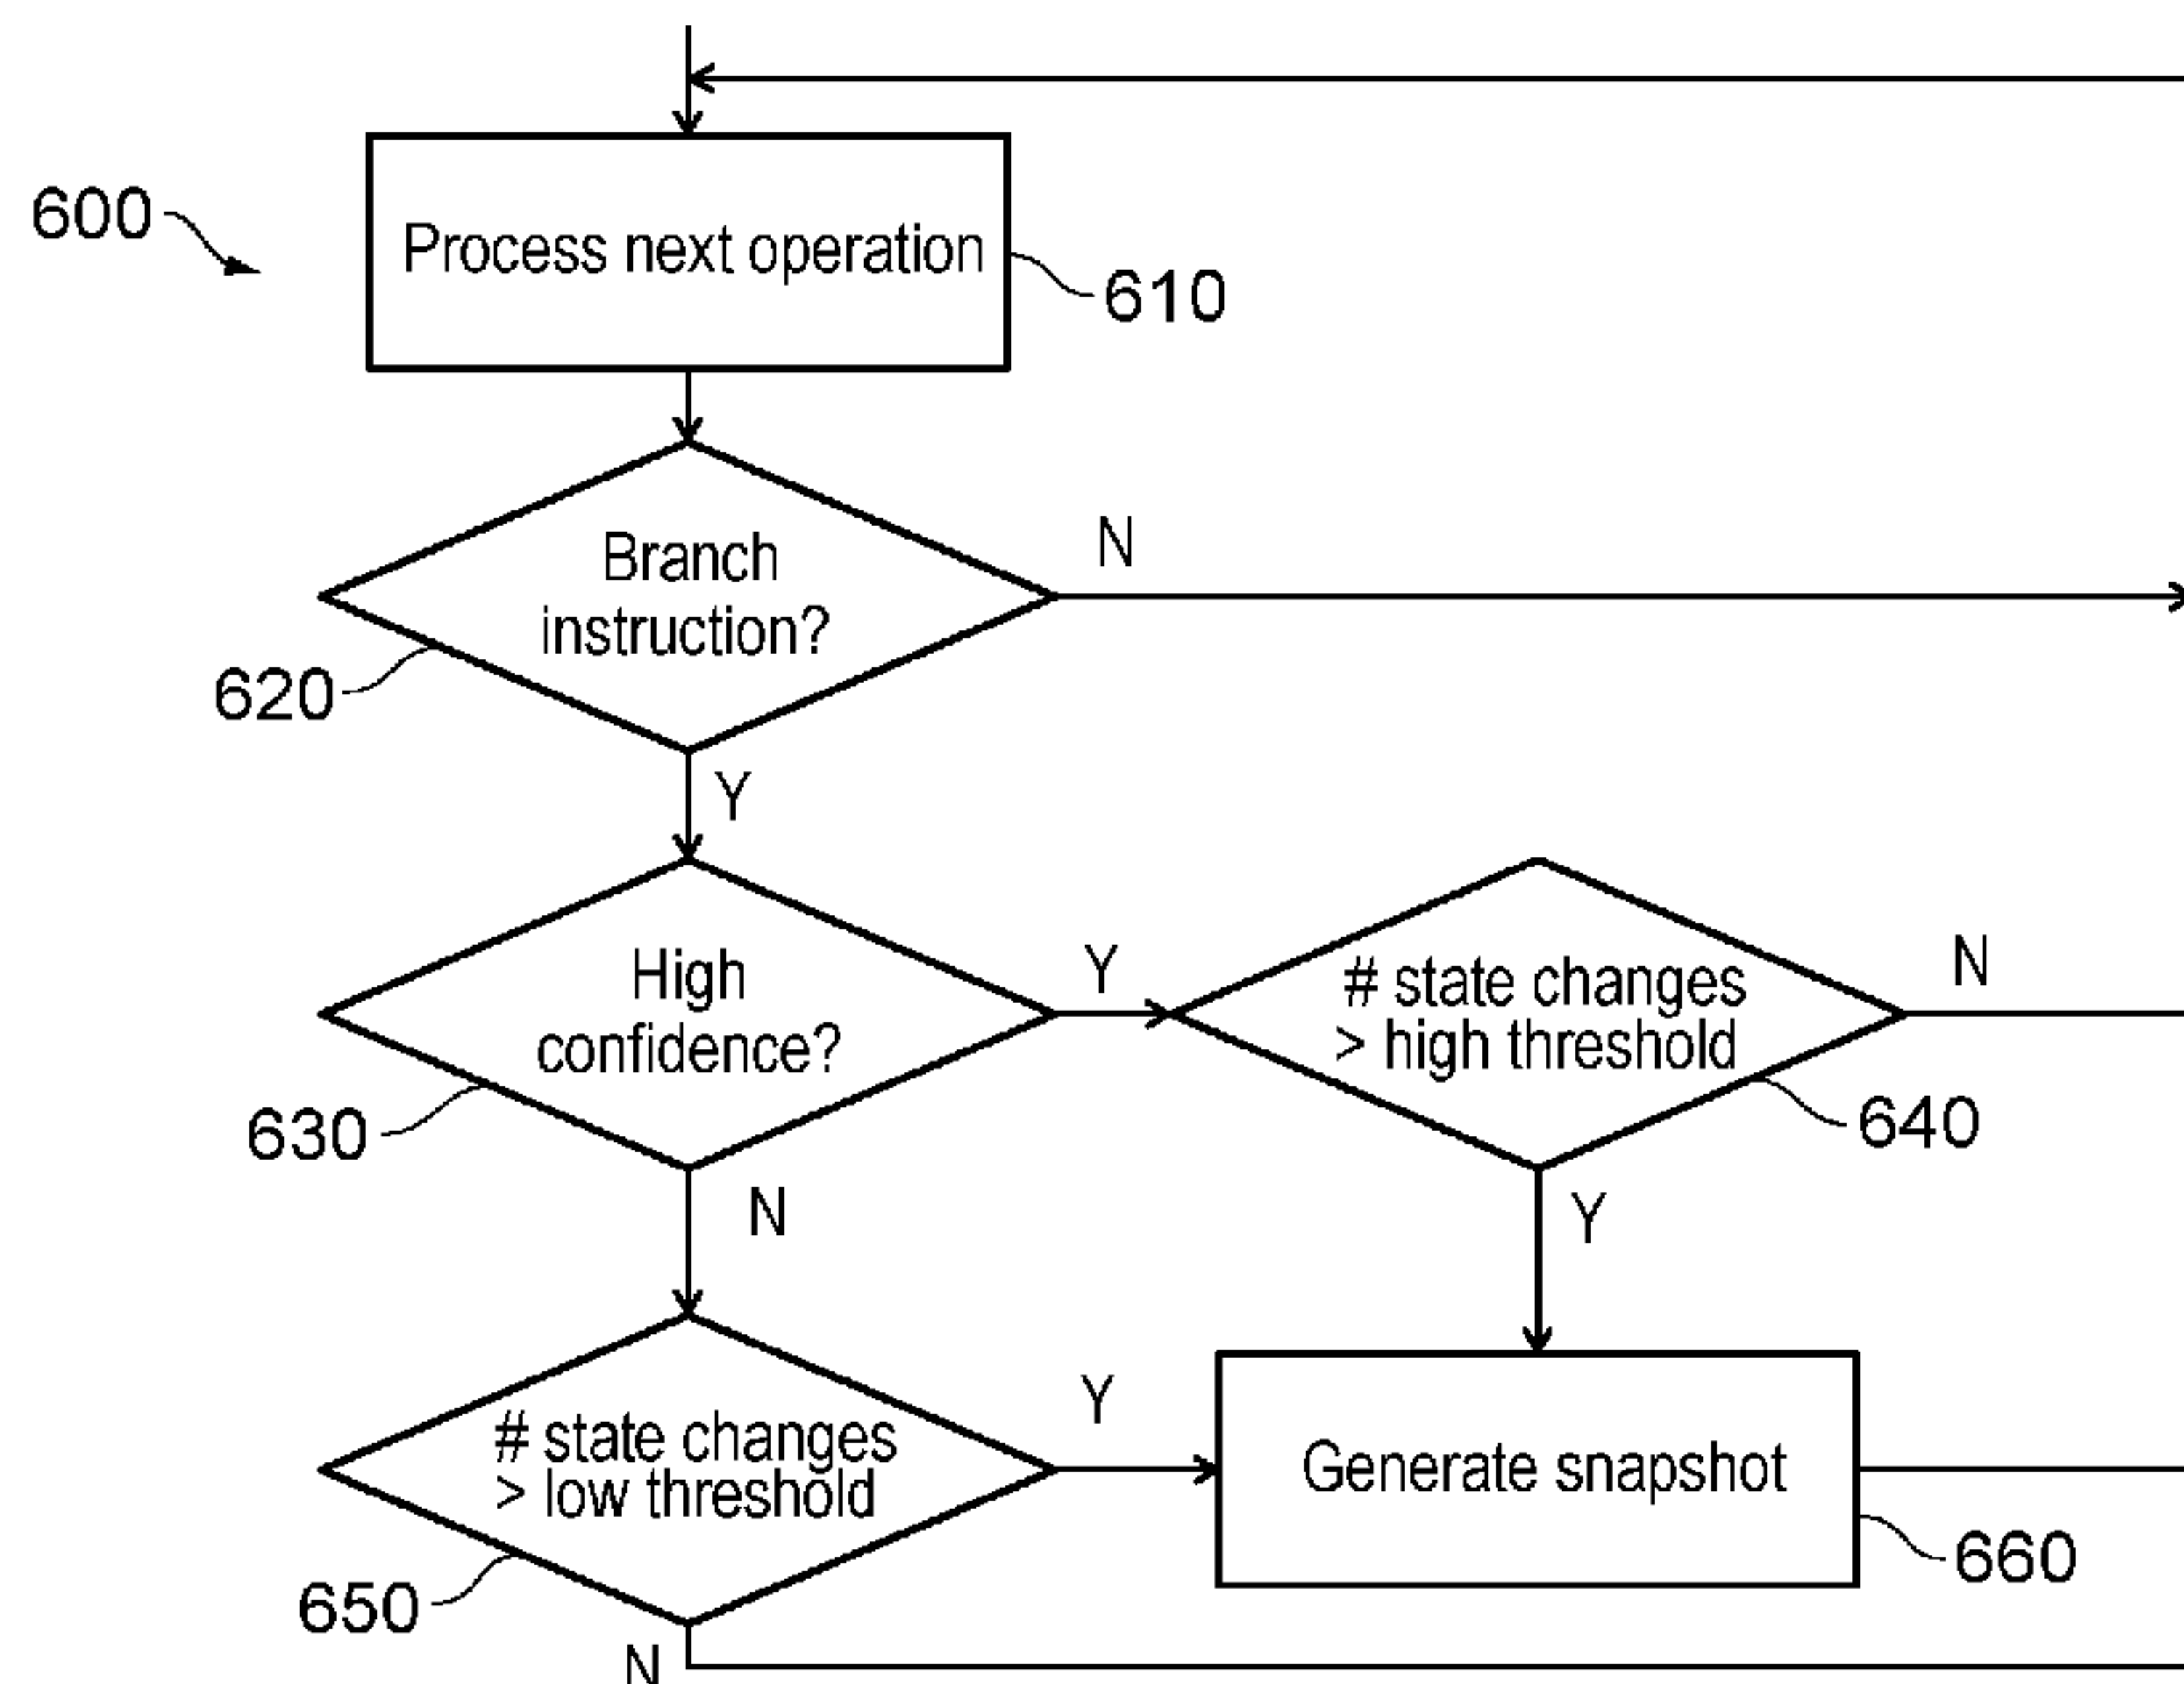 600
Process next operation
610
Branch
instruction?
N
620
Y
High
confidence?
Y
# state changes
> high threshold
N
630
640
N
Y
# state changes
> low threshold
Y
Generate snapshot
650
660
N